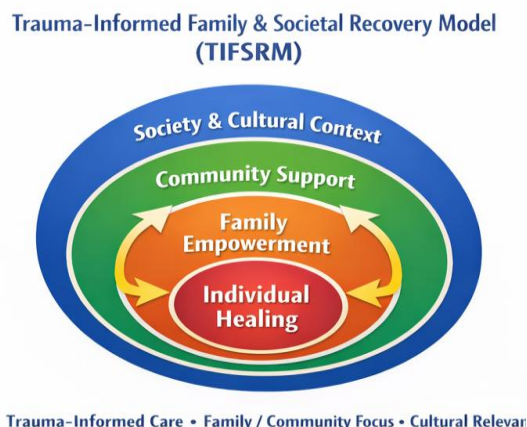 Trauma-Informed Family & Societal Recovery Model
(TIFSRM)
Society & Cultural Context
Community Support
Family
Empowerment
Individual
Healing
Trauma-Informed Care • Family / Community Focus • Cultural